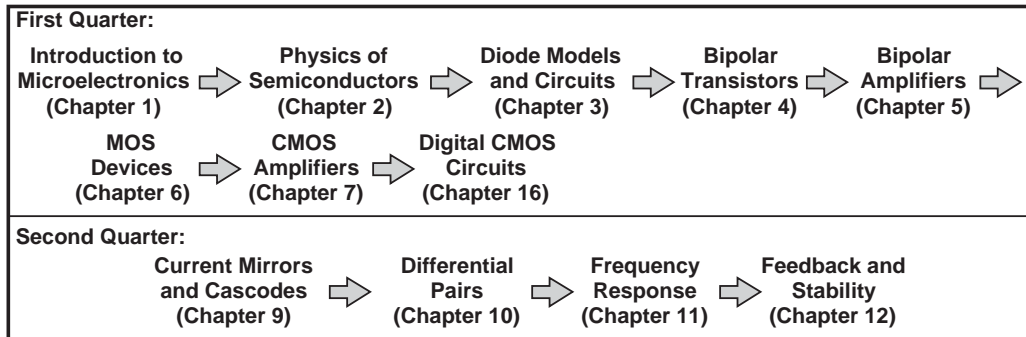 First Quarter:
Introduction to
Microelectronics
(Chapter 1)
Physics of
Semiconductors
(Chapter 2)
Diode Models
and Circuits
(Chapter 3)
Bipolar
Transistors
(Chapter 4)
Bipolar
Amplifiers
(Chapter 5)
MOS
Devices
(Chapter 6)
CMOS
Amplifiers
(Chapter 7)
Digital CMOS
Circuits
(Chapter 16)
Second Quarter:
Current Mirrors
and Cascodes
(Chapter 9)
Differential
Pairs
(Chapter 10)
Frequency
Response
(Chapter 11)
Feedback and
Stability
(Chapter 12)